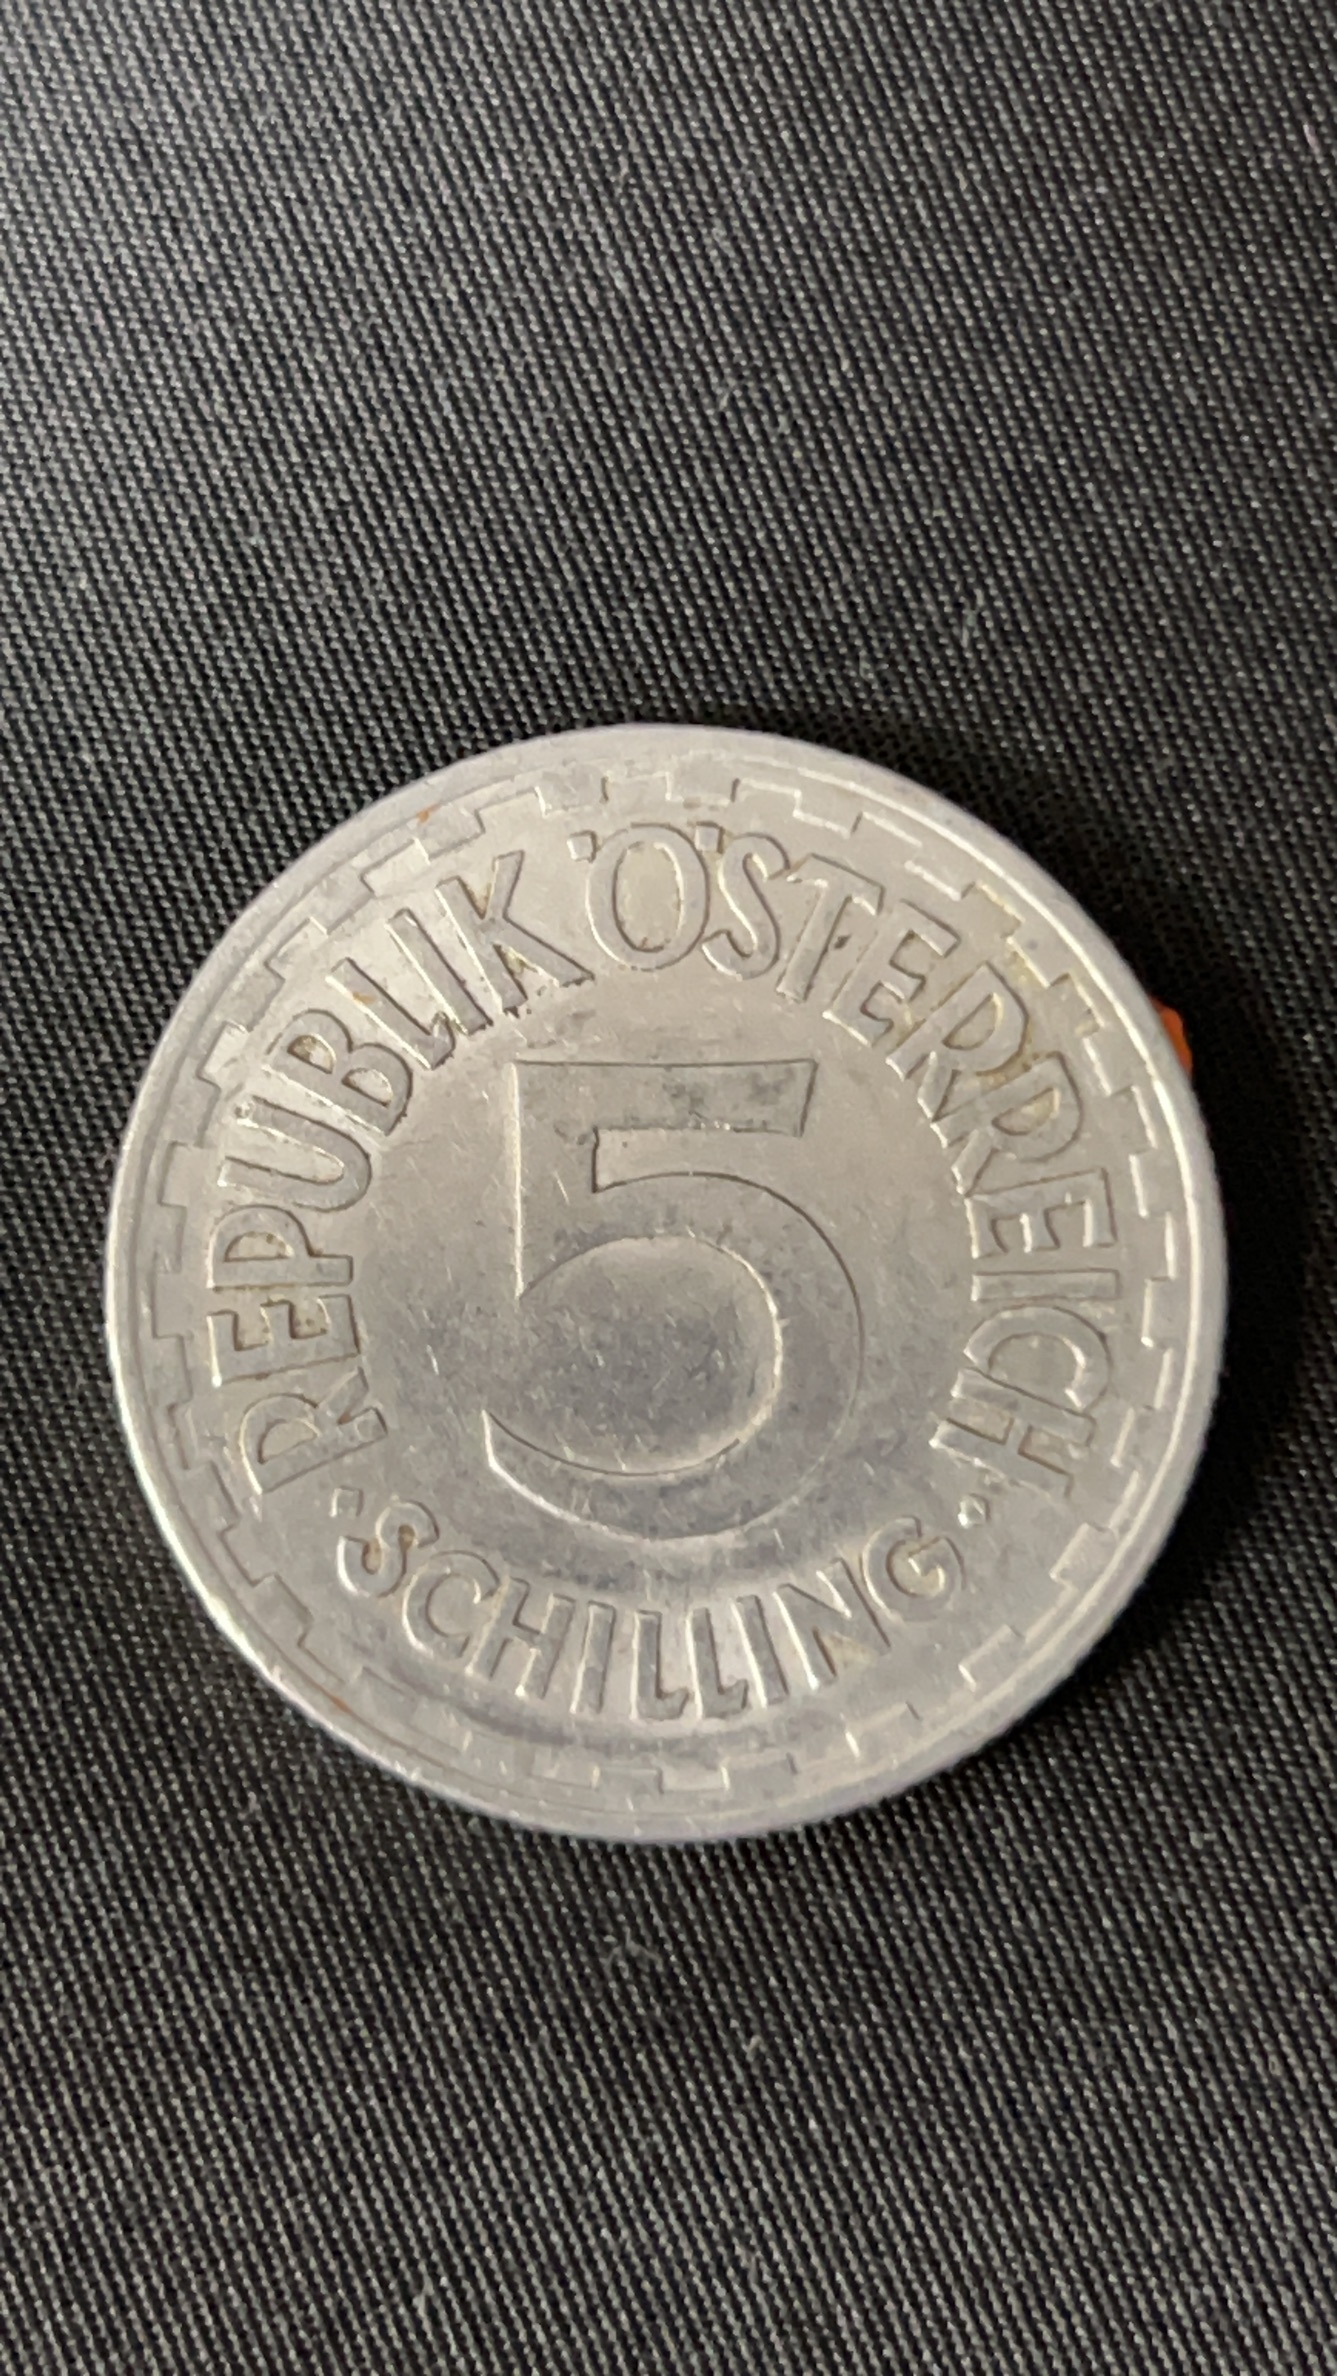 REPUBLIK ÖSTERREICH
5
·SCHILLING·